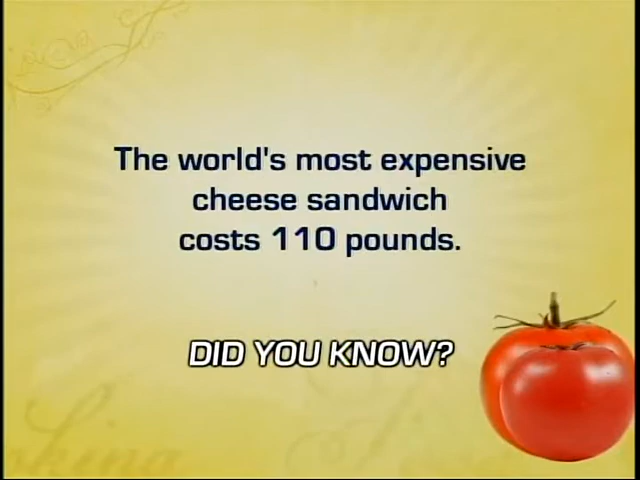 The world's most expensive
cheese sandwich
costs 110 pounds.
DID YOU KNOW?